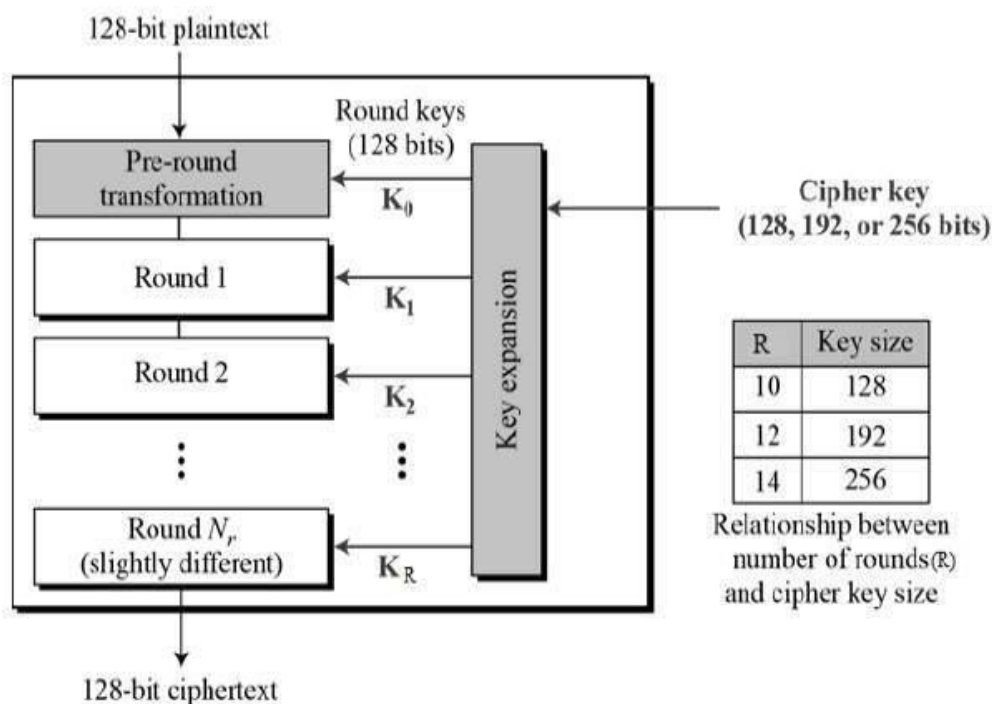 128-bit plaintext
Round keys
(128 bits)
Pre-round
transformation
K0
Cipher key
(128, 192, or 256 bits)
Round 1
K1
Round 2
K2
Key expansion
R Key size
10 128
12 192
14 256
Relationship between
number of rounds(R)
and cipher key size
Round Nr
(slightly different)
KR
128-bit ciphertext